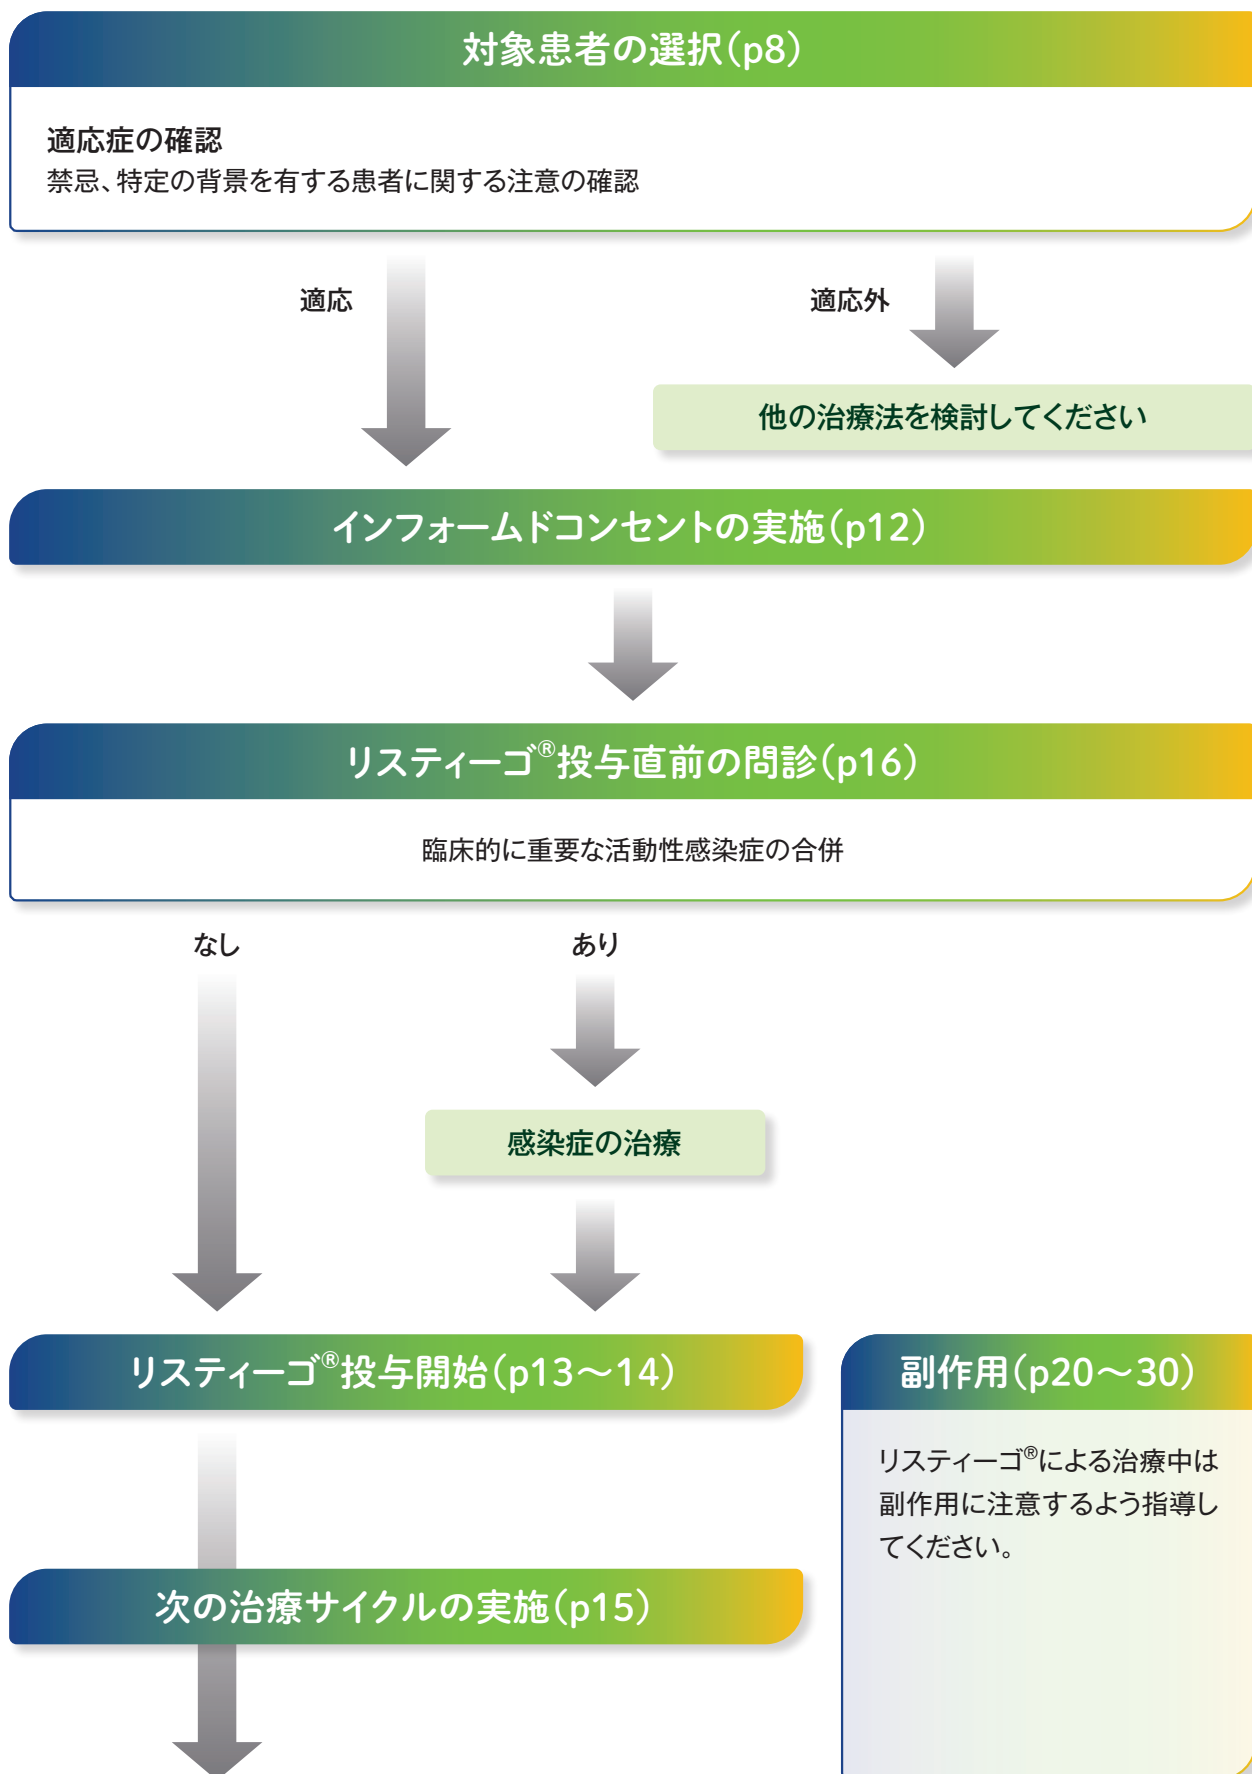 対象患者の選択(p8)
適応症の確認
禁忌、特定の背景を有する患者に関する注意の確認
適応
適応外
他の治療法を検討してください
インフォームドコンセントの実施(p12)
リスティーゴ®投与直前の問診(p16)
臨床的に重要な活動性感染症の合併
なし
あり
感染症の治療
リスティーゴ®投与開始(p13～14)
副作用(p20～30)
リスティーゴ®による治療中は
副作用に注意するよう指導し
てください。
次の治療サイクルの実施(p15)